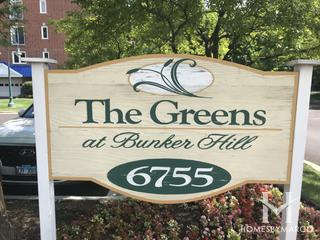 The Greens
at Bunker Hill
6755
HOMESBYMARCO